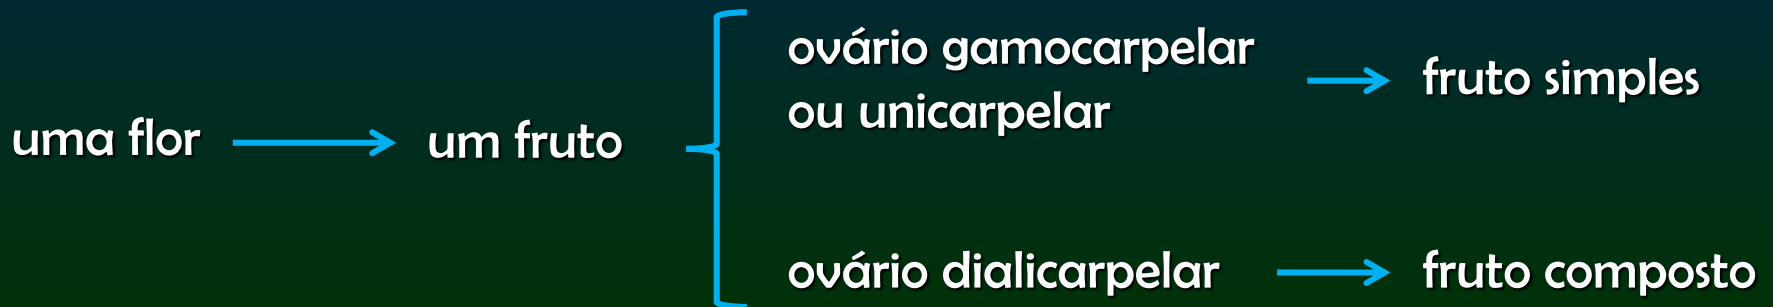 uma flor
um fruto
ovário gamocarpelar
ou unicarpelar
fruto simples
ovário dialicarpelar
fruto composto